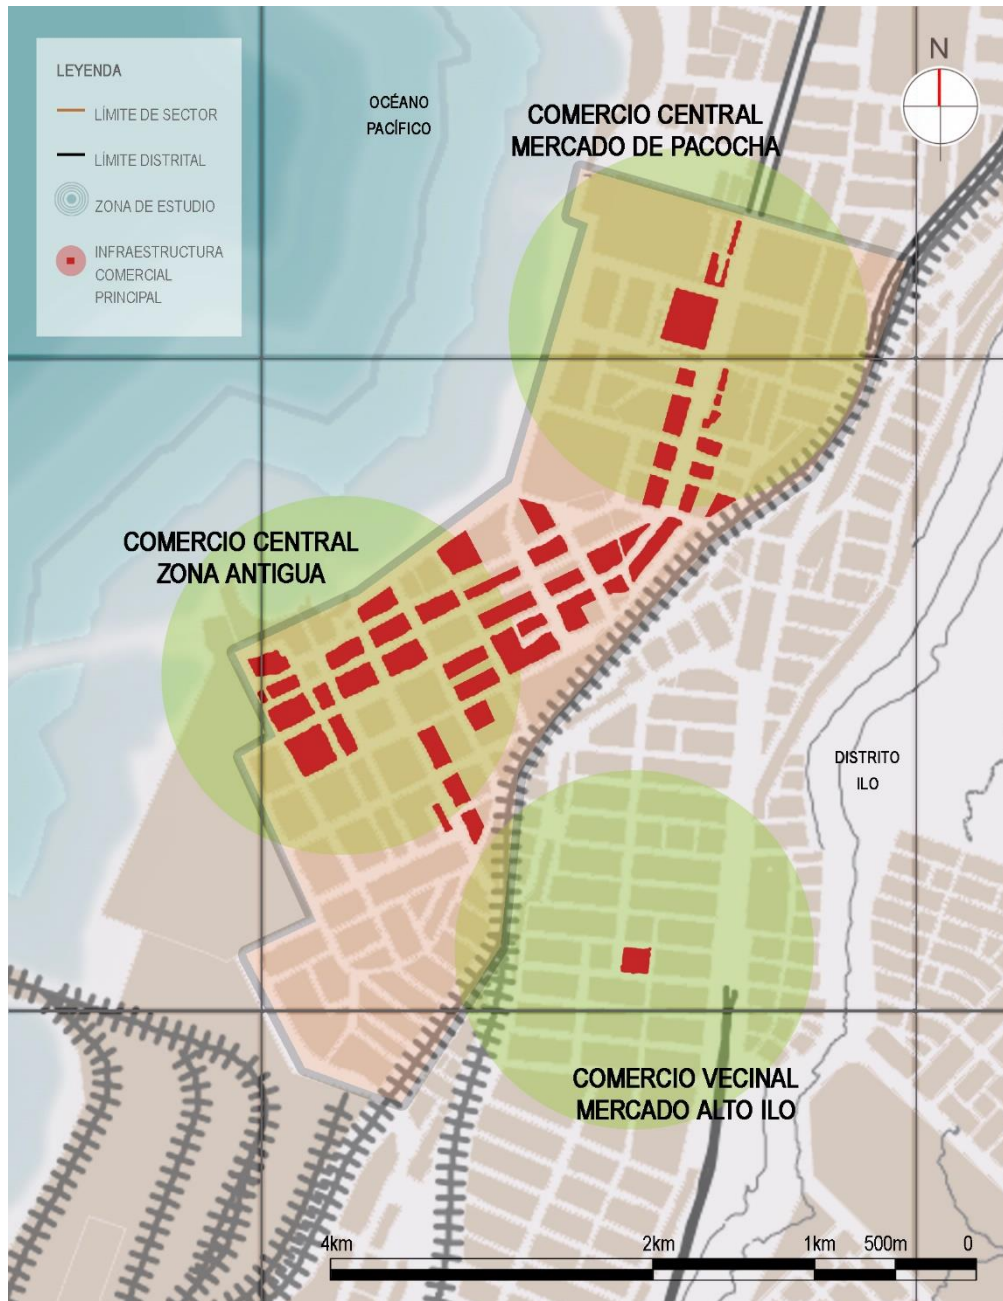 LEYENDA
LÍMITE DE SECTOR
LÍMITE DISTRITAL
ZONA DE ESTUDIO
INFRAESTRUCTURA
COMERCIAL
PRINCIPAL
OCÉANO
PACÍFICO
N
COMERCIO CENTRAL
MERCADO DE PACOCHA
COMERCIO CENTRAL
ZONA ANTIGUA
DISTRITO
ILO
COMERCIO VECINAL
MERCADO ALTO ILO
4km 2km 1km 500m 0